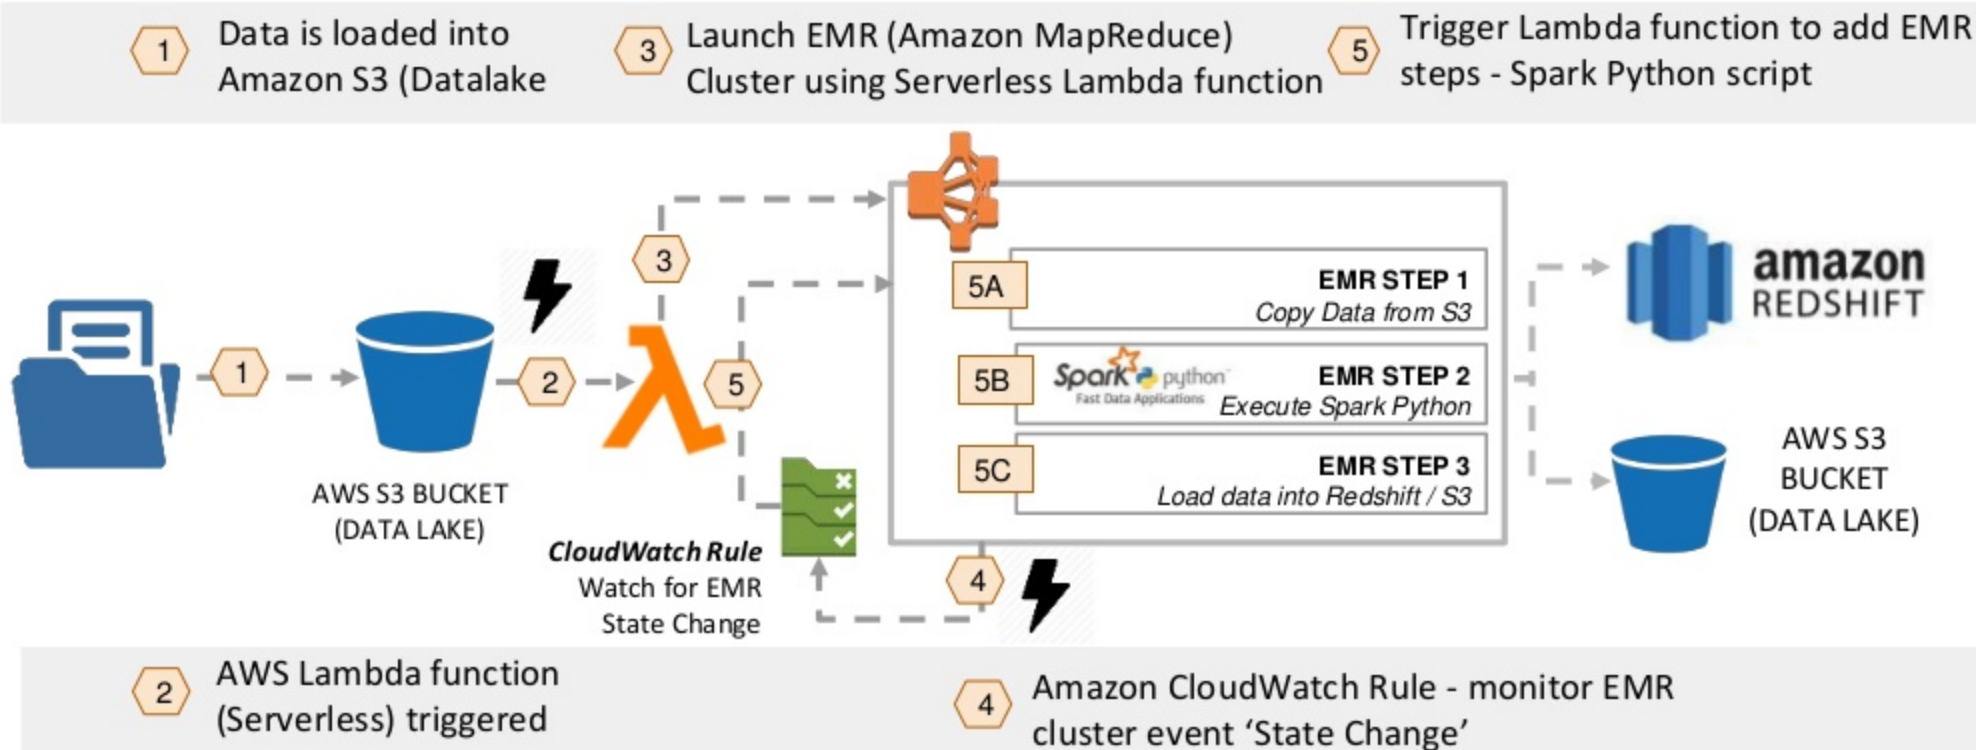 1
Data is loaded into
Amazon S3 (Datalake
3
Launch EMR (Amazon MapReduce)
Cluster using Serverless Lambda function
5
Trigger Lambda function to add EMR
steps - Spark Python script
3
5A
EMR STEP 1
Copy Data from S3
amazon
REDSHIFT
1
2
5
5B
Spark python
Fast Data Applications
EMR STEP 2
Execute Spark Python
5C
EMR STEP 3
Load data into Redshift / S3
AWS S3 BUCKET
(DATA LAKE)
AWS S3
BUCKET
(DATA LAKE)
CloudWatch Rule
Watch for EMR
State Change
4
2
AWS Lambda function
(Serverless) triggered
4
Amazon CloudWatch Rule - monitor EMR
cluster event ‘State Change’